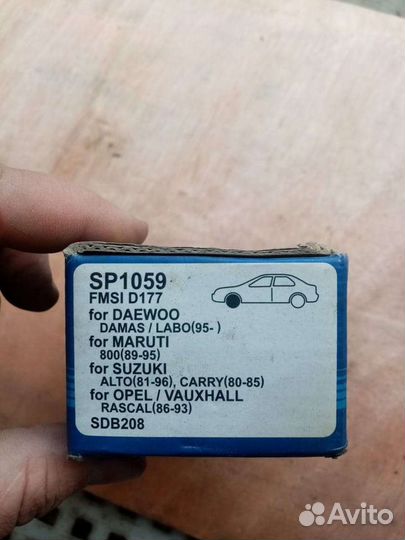 SP1059
FMSI D177
for DAEWOO
DAMAS / LABO(95- )
for MARUTI
800(89-95)
for SUZUKI
ALTO(81-96), CARRY(80-85)
for OPEL / VAUXHALL
RASCAL(86-93)
SDB208
Avito